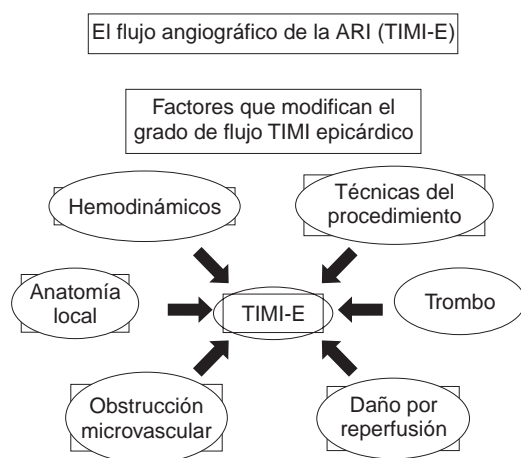 El flujo angiográfico de la ARI (TIMI-E)
Factores que modifican el
grado de flujo TIMI epicárdico
Hemodinámicos
Técnicas del
procedimiento
Anatomía
local
TIMI-E
Trombo
Obstrucción
microvascular
Daño por
reperfusión